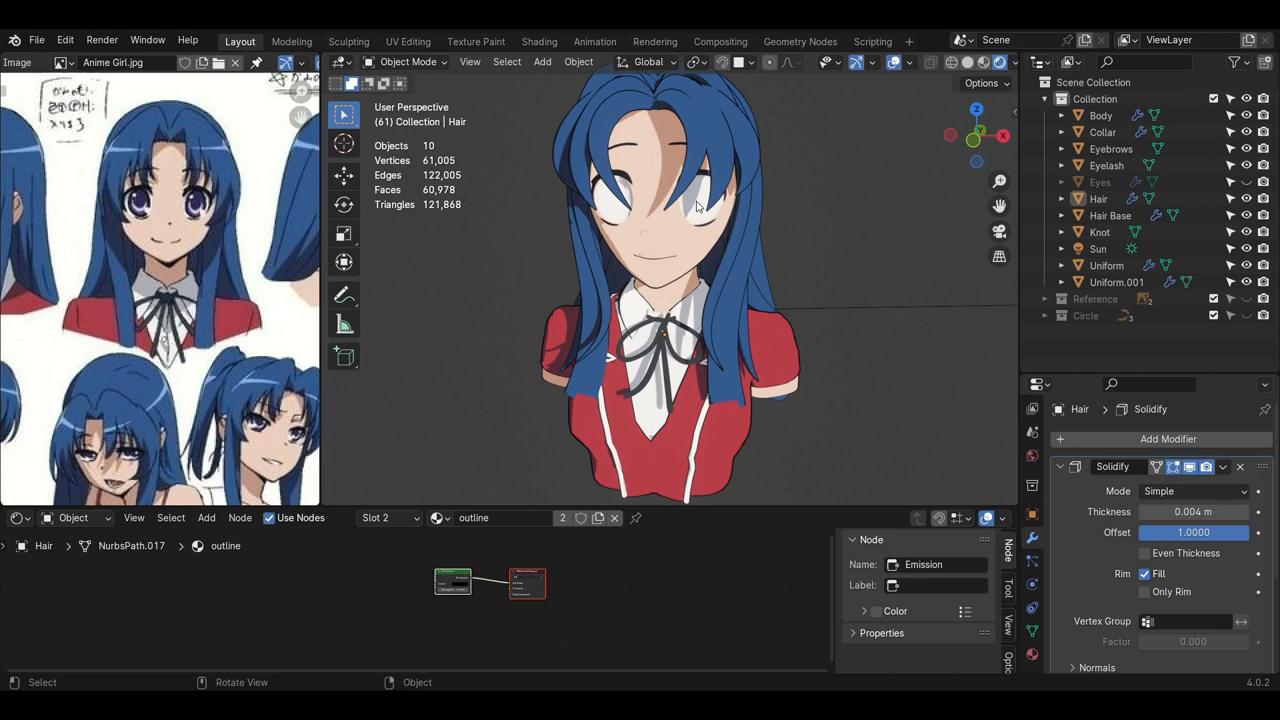 File Edit Render Window Help
Layout Modeling Sculpting UV Editing Texture Paint Shading Animation Rendering Compositing Geometry Nodes Scripting +
Scene ViewLayer
Image Anime Girl.jpg
Object Mode View Select Add Object Global
Options
User Perspective
(61) Collection | Hair
Objects 10
Vertices 61,005
Edges 122,005
Faces 60,978
Triangles 121,868
Z
X
Y
Scene Collection
Collection
Body
Collar
Eyebrows
Eyelash
Eyes
Hair
Hair Base
Knot
Sun
Uniform
Uniform.001
Reference 2
Circle 3
Hair > Solidify
+ Add Modifier
Solidify
Mode Simple
Thickness 0.004 m
Offset 1.0000
Even Thickness
Rim Fill
Only Rim
Vertex Group
Factor 0.000
Normals
Object View Select Add Node Use Nodes Slot 2 outline 2
Hair > NurbsPath.017 > outline
Node
Name: Emission
Label:
Color
Properties
Node
Tool
View
Select Rotate View Object 4.0.2